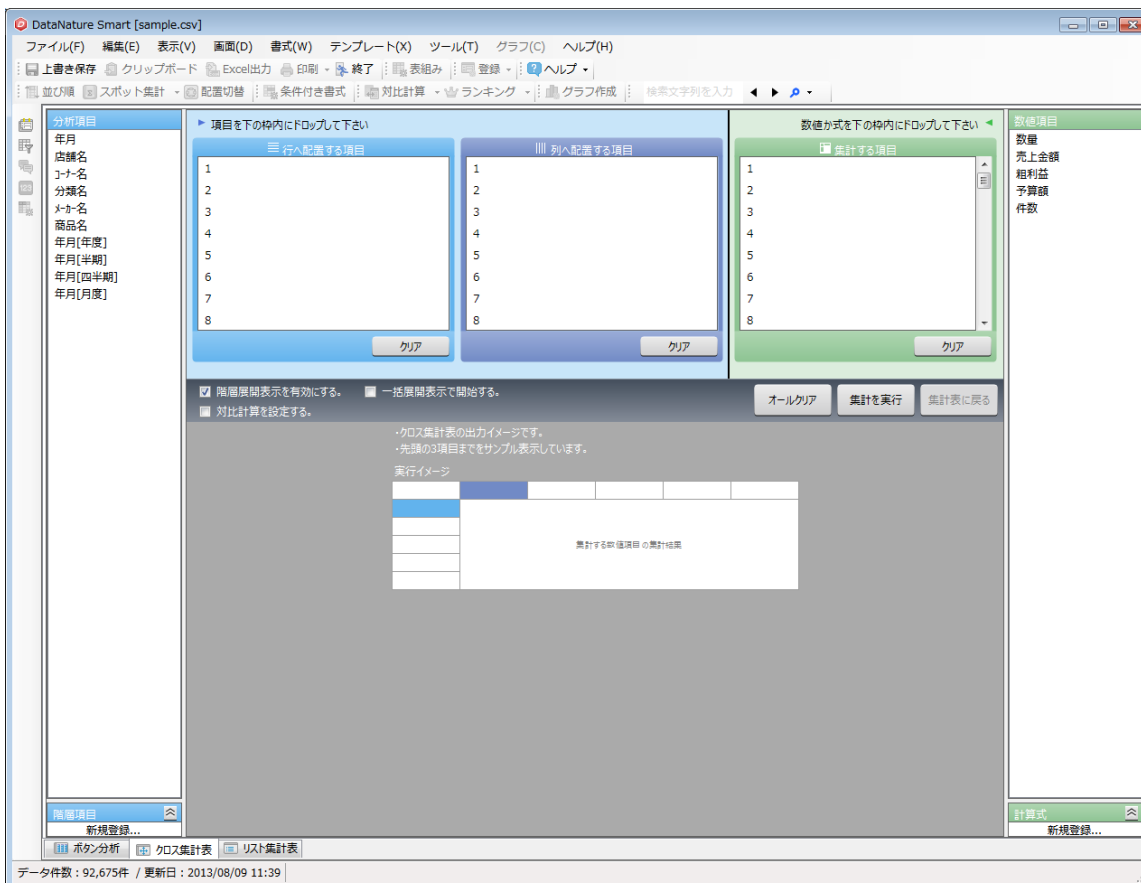 DataNature Smart [sample.csv]
ファイル(F) 編集(E) 表示(V) 画面(D) 書式(W) テンプレート(X) ツール(T) グラフ(C) ヘルプ(H)
上書き保存 クリップボード Excel出力 印刷 終了 表組み 登録 ヘルプ
並び順 スポット集計 配置切替 条件付き書式 対比計算 ランキング グラフ作成 検索文字列を入力
分析項目
年月
店舗名
コーナー名
分類名
メーカー名
商品名
年月[年度]
年月[半期]
年月[四半期]
年月[月度]
階層項目
新規登録...
項目を下の枠内にドロップして下さい
行へ配置する項目
1
2
3
4
5
6
7
8
クリア
列へ配置する項目
1
2
3
4
5
6
7
8
クリア
数値か式を下の枠内にドロップして下さい
集計する項目
1
2
3
4
5
6
7
8
クリア
数値項目
数量
売上金額
粗利益
予算額
件数
計算式
新規登録...
階層展開表示を有効にする。 一括展開表示で開始する。
対比計算を設定する。
オールクリア 集計を実行 集計表に戻る
・クロス集計表の出力イメージです。
・先頭の3項目までをサンプル表示しています。
実行イメージ
集計する数値項目の集計結果
ボタン分析 クロス集計表 リスト集計表
データ件数：92,675件 / 更新日：2013/08/09 11:39